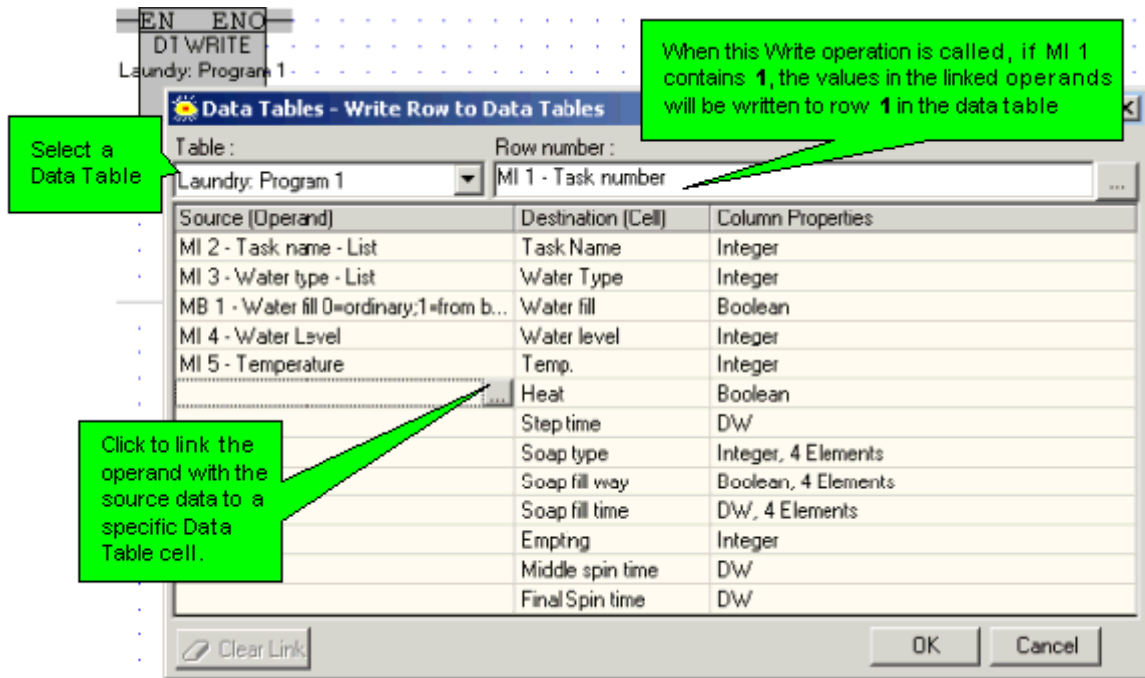 EN ENO
DT WRITE
Laundry: Program 1
When this Write operation is called, if MI 1
contains 1, the values in the linked operands
will be written to row 1 in the data table
Data Tables - Write Row to Data Tables
Select a
Data Table
Table :
Row number :
Laundry: Program 1
MI 1 - Task number
...
Source (Operand) Destination (Cell) Column Properties
MI 2 - Task name - List Task Name Integer
MI 3 - Water type - List Water Type Integer
MB 1 - Water fill 0=ordinary;1=from b... Water fill Boolean
MI 4 - Water Level Water level Integer
MI 5 - Temperature Temp. Integer
... Heat Boolean
Step time DW
Soap type Integer, 4 Elements
Soap fill way Boolean, 4 Elements
Soap fill time DW, 4 Elements
Empting Integer
Middle spin time DW
Final Spin time DW
Click to link the
operand with the
source data to a
specific Data
Table cell.
Clear Link
OK
Cancel